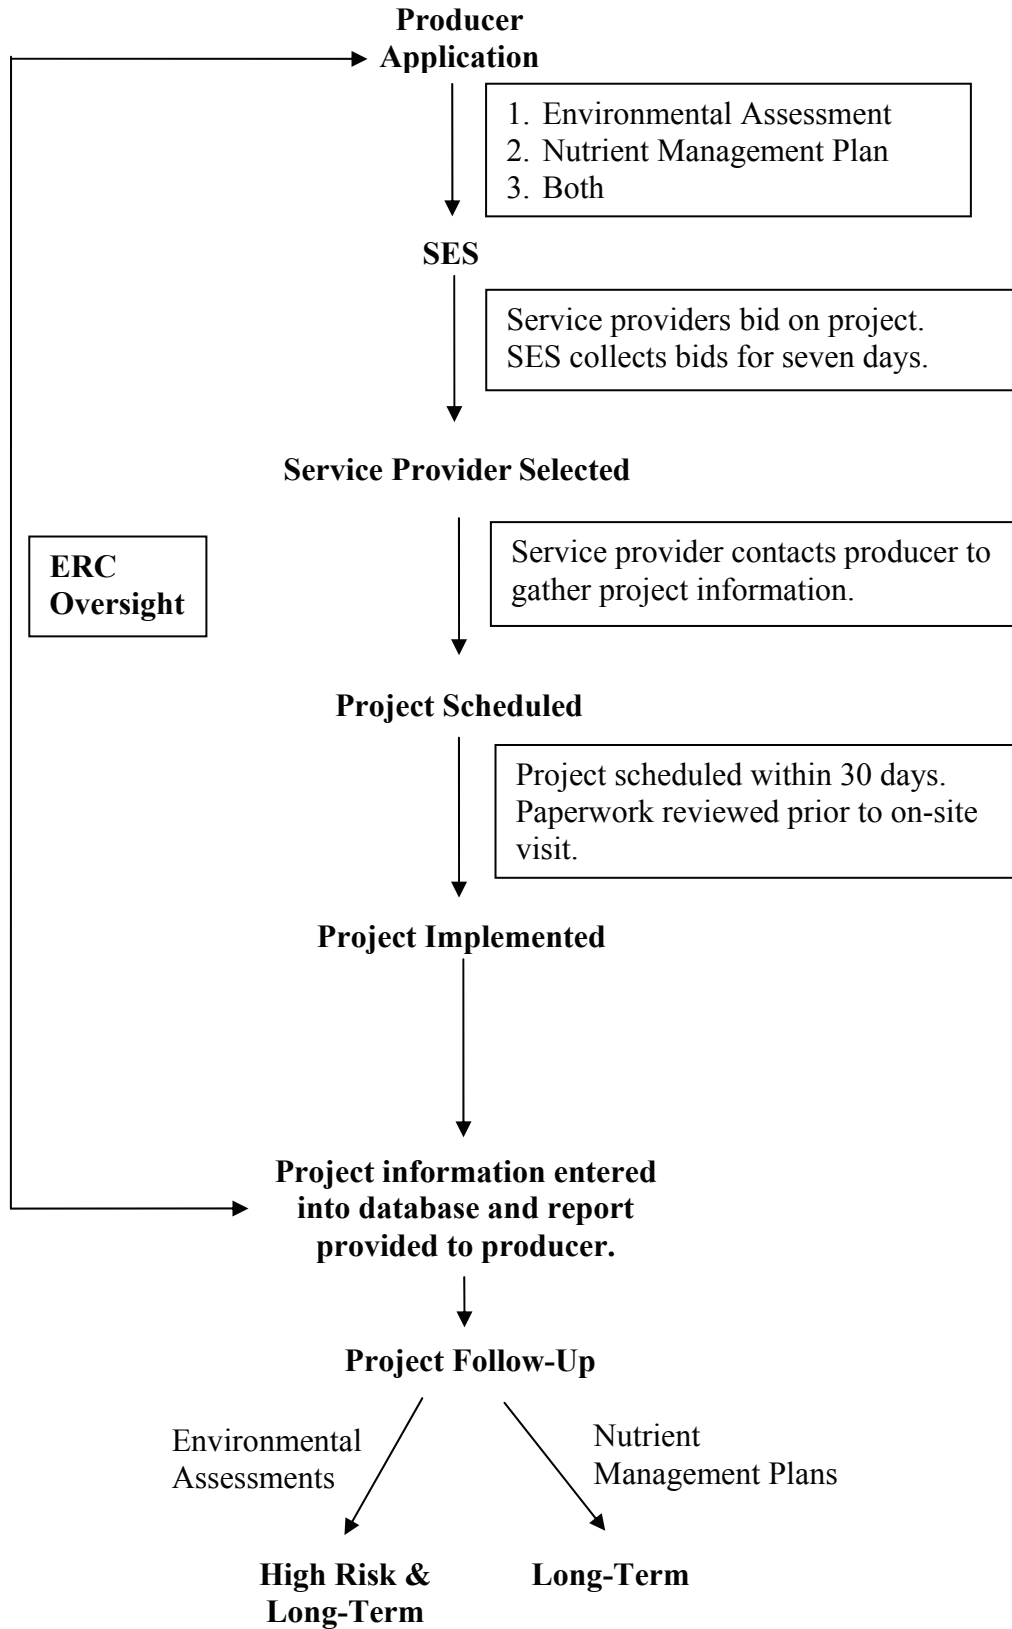 Producer
Application
1. Environmental Assessment
2. Nutrient Management Plan
3. Both
SES
Service providers bid on project.
SES collects bids for seven days.
Service Provider Selected
ERC
Oversight
Service provider contacts producer to
gather project information.
Project Scheduled
Project scheduled within 30 days.
Paperwork reviewed prior to on-site
visit.
Project Implemented
Project information entered
into database and report
provided to producer.
Project Follow-Up
Environmental
Assessments
Nutrient
Management Plans
High Risk &
Long-Term
Long-Term